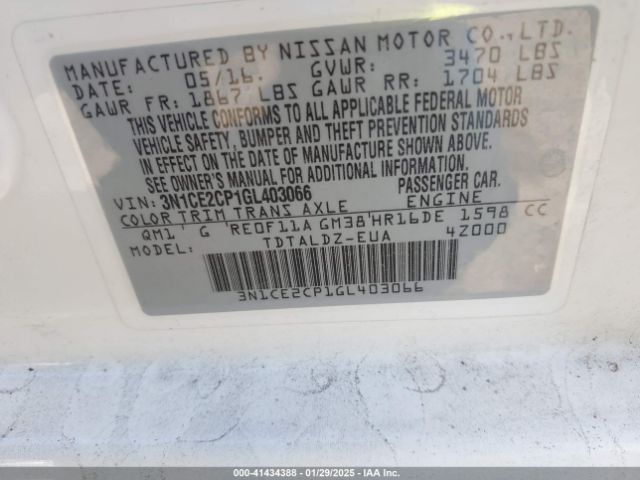 MANUFACTURED BY NISSAN MOTOR CO.,LTD.
DATE: 05/16. GVWR: 3470 LBS
GAWR FR: 1867 LBS GAWR RR: 1704 LBS
THIS VEHICLE CONFORMS TO ALL APPLICABLE FEDERAL MOTOR
VEHICLE SAFETY, BUMPER AND THEFT PREVENTION STANDARDS
IN EFFECT ON THE DATE OF MANUFACTURE SHOWN ABOVE.
SEE OWNER'S MANUAL FOR ADDITIONAL INFORMATION.
VIN: 3N1CE2CP1GL403066 PASSENGER CAR.
COLOR TRIM TRANS AXLE ENGINE
QM1 G RE0F11A GM38 HR16DE 1598 CC
MODEL: TDTALDZ-EUA 4Z000
3N1CE2CP1GL403066
000-41434388 - 01/29/2025 - IAA Inc.